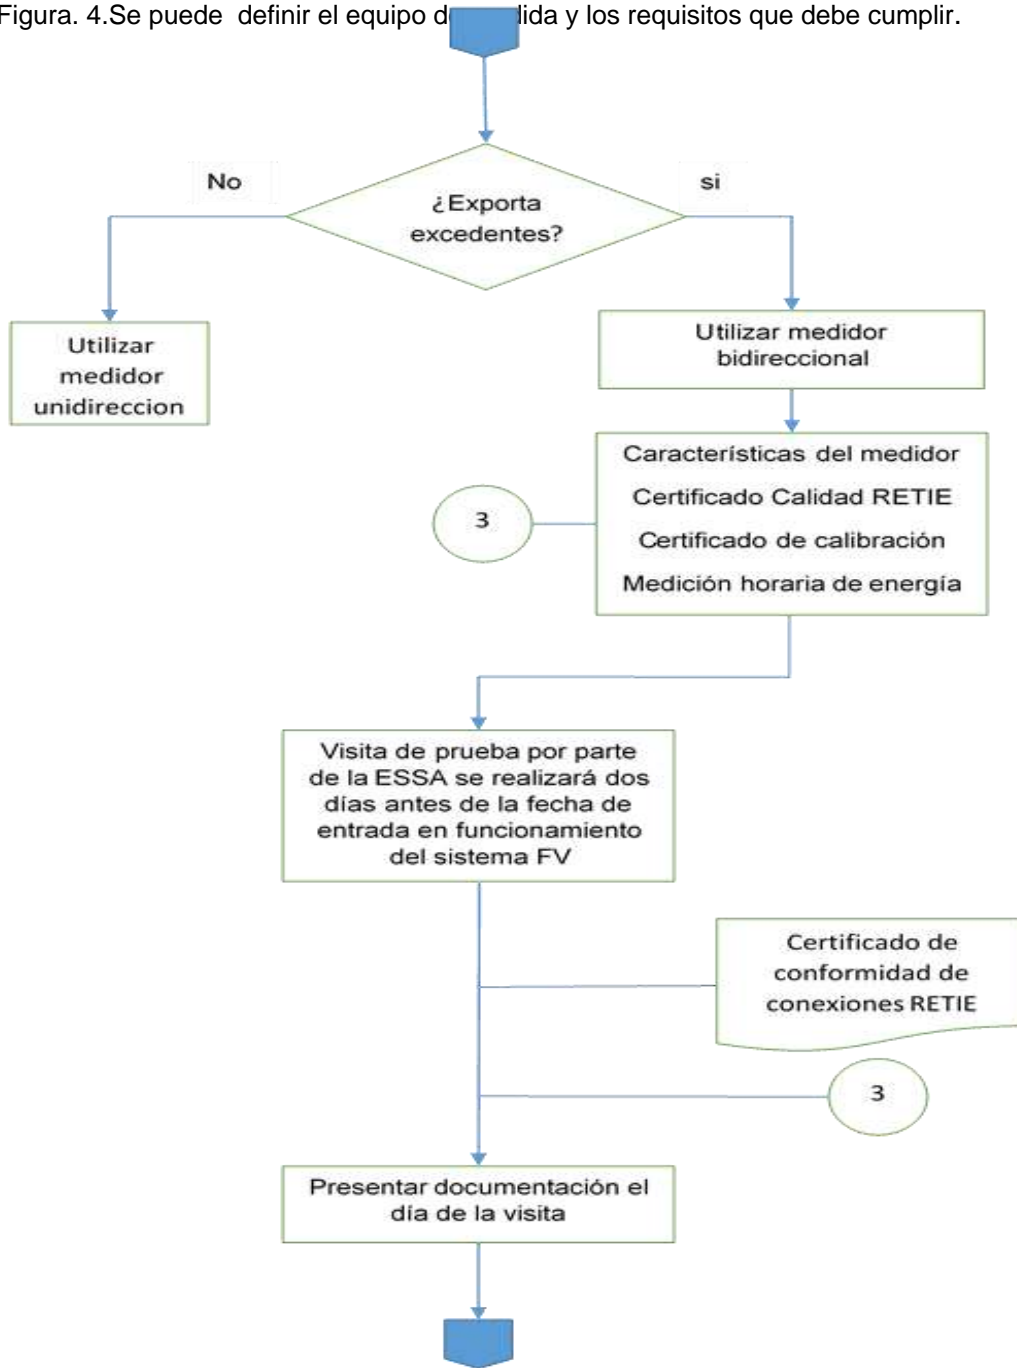 Figura. 4.Se puede definir el equipo d    dida y los requisitos que debe cumplir.
No
si
¿Exporta
excedentes?
Utilizar
medidor
unidireccion
Utilizar medidor
bidireccional
Características del medidor
Certificado Calidad RETIE
Certificado de calibración
Medición horaria de energía
3
Visita de prueba por parte
de la ESSA se realizará dos
días antes de la fecha de
entrada en funcionamiento
del sistema FV
Certificado de
conformidad de
conexiones RETIE
3
Presentar documentación el
día de la visita